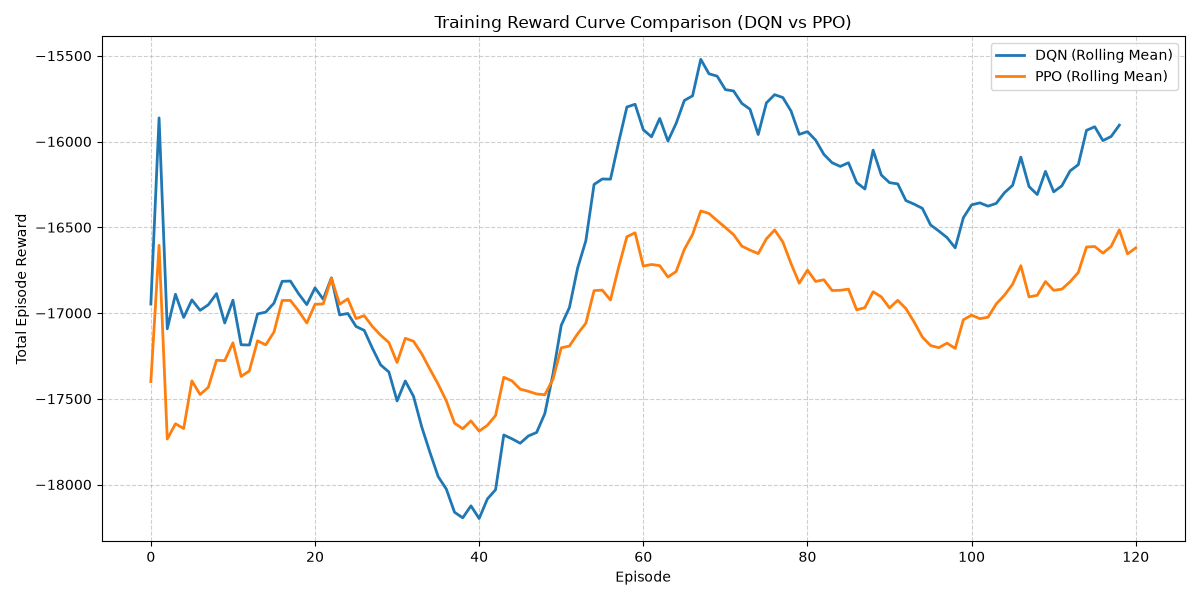 Training Reward Curve Comparison (DQN vs PPO)
DQN (Rolling Mean)
PPO (Rolling Mean)
Total Episode Reward
−15500
−16000
−16500
−17000
−17500
−18000
0 20 40 60 80 100 120
Episode